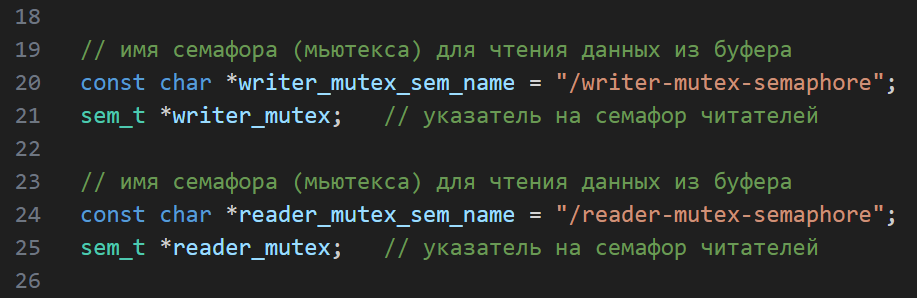 18
19 // имя семафора (мьютекса) для чтения данных из буфера
20 const char *writer_mutex_sem_name = "/writer-mutex-semaphore";
21 sem_t *writer_mutex;   // указатель на семафор читателей
22
23 // имя семафора (мьютекса) для чтения данных из буфера
24 const char *reader_mutex_sem_name = "/reader-mutex-semaphore";
25 sem_t *reader_mutex;   // указатель на семафор читателей
26